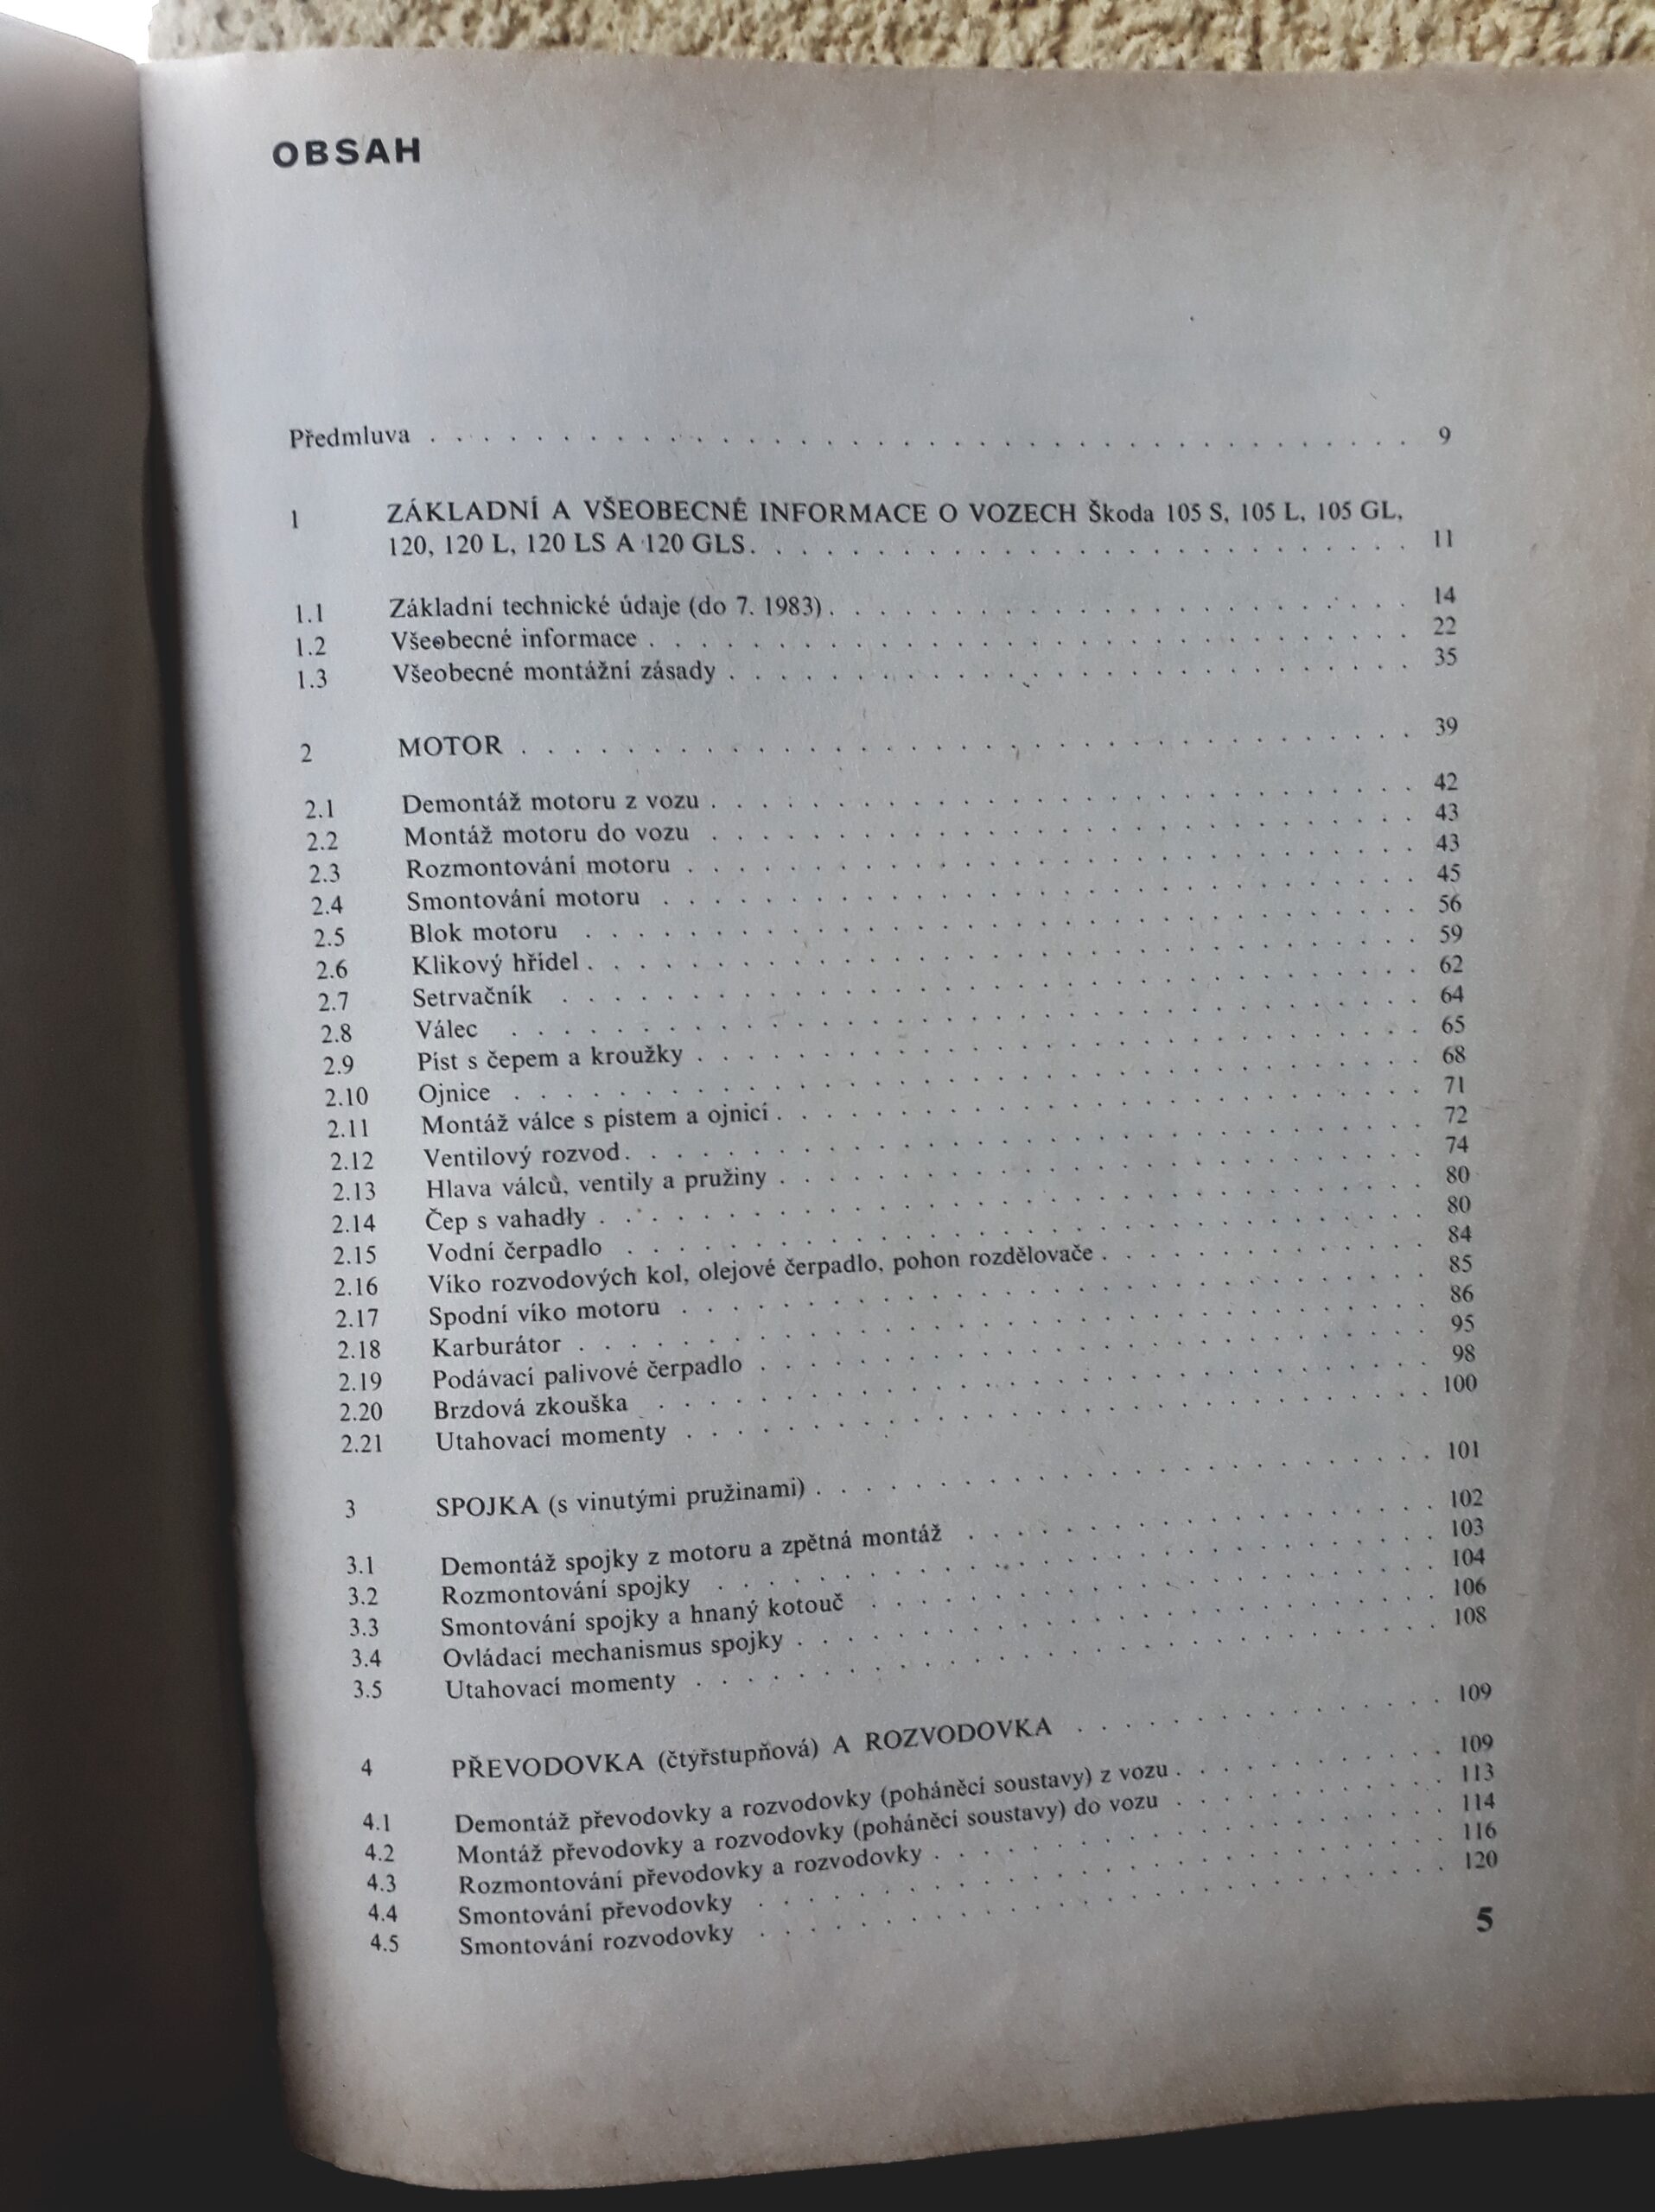 OBSAH
Předmluva . . . . . . . . . . . . . . . . . . . . . . . . . . . . . . . . . . . . . . 9
1 ZÁKLADNÍ A VŠEOBECNÉ INFORMACE O VOZECH Škoda 105 S, 105 L, 105 GL,
120, 120 L, 120 LS A 120 GLS. . . . . . . . . . . . . . . . . . . . . . . . . . 11
1.1 Základní technické údaje (do 7. 1983) . . . . . . . . . . . . . . . . . . . . . . . 14
1.2 Všeobecné informace . . . . . . . . . . . . . . . . . . . . . . . . . . . . . . 22
1.3 Všeobecné montážní zásady . . . . . . . . . . . . . . . . . . . . . . . . . . . 35
2 MOTOR . . . . . . . . . . . . . . . . . . . . . . . . . . . . . . . . . . . 39
2.1 Demontáž motoru z vozu . . . . . . . . . . . . . . . . . . . . . . . . . . . . 42
2.2 Montáž motoru do vozu . . . . . . . . . . . . . . . . . . . . . . . . . . . . 43
2.3 Rozmontování motoru . . . . . . . . . . . . . . . . . . . . . . . . . . . . . 43
2.4 Smontování motoru . . . . . . . . . . . . . . . . . . . . . . . . . . . . . . 45
2.5 Blok motoru . . . . . . . . . . . . . . . . . . . . . . . . . . . . . . . . . 56
2.6 Klikový hřídel . . . . . . . . . . . . . . . . . . . . . . . . . . . . . . . . 59
2.7 Setrvačník . . . . . . . . . . . . . . . . . . . . . . . . . . . . . . . . . 62
2.8 Válec . . . . . . . . . . . . . . . . . . . . . . . . . . . . . . . . . . . 64
2.9 Píst s čepem a kroužky . . . . . . . . . . . . . . . . . . . . . . . . . . . . 65
2.10 Ojnice . . . . . . . . . . . . . . . . . . . . . . . . . . . . . . . . . . . 68
2.11 Montáž válce s pístem a ojnicí . . . . . . . . . . . . . . . . . . . . . . . . . 71
2.12 Ventilový rozvod . . . . . . . . . . . . . . . . . . . . . . . . . . . . . . . 72
2.13 Hlava válců, ventily a pružiny . . . . . . . . . . . . . . . . . . . . . . . . . 74
2.14 Čep s vahadly . . . . . . . . . . . . . . . . . . . . . . . . . . . . . . . . 80
2.15 Vodní čerpadlo . . . . . . . . . . . . . . . . . . . . . . . . . . . . . . . 80
2.16 Víko rozvodových kol, olejové čerpadlo, pohon rozdělovače . . . . . . . . . . . . . 84
2.17 Spodní víko motoru . . . . . . . . . . . . . . . . . . . . . . . . . . . . . 85
2.18 Karburátor . . . . . . . . . . . . . . . . . . . . . . . . . . . . . . . . . 86
2.19 Podávací palivové čerpadlo . . . . . . . . . . . . . . . . . . . . . . . . . . 95
2.20 Brzdová zkouška . . . . . . . . . . . . . . . . . . . . . . . . . . . . . . 98
2.21 Utahovací momenty . . . . . . . . . . . . . . . . . . . . . . . . . . . . . 100
3 SPOJKA (s vinutými pružinami) . . . . . . . . . . . . . . . . . . . . . . . . 101
3.1 Demontáž spojky z motoru a zpětná montáž . . . . . . . . . . . . . . . . . . 102
3.2 Rozmontování spojky . . . . . . . . . . . . . . . . . . . . . . . . . . . . 103
3.3 Smontování spojky a hnaný kotouč . . . . . . . . . . . . . . . . . . . . . . 104
3.4 Ovládací mechanismus spojky . . . . . . . . . . . . . . . . . . . . . . . . . 106
3.5 Utahovací momenty . . . . . . . . . . . . . . . . . . . . . . . . . . . . . 108
4 PŘEVODOVKA (čtyřstupňová) A ROZVODOVKA . . . . . . . . . . . . . . 109
4.1 Demontáž převodovky a rozvodovky (poháněcí soustavy) z vozu . . . . . . . . . . . 109
4.2 Montáž převodovky a rozvodovky (poháněcí soustavy) do vozu . . . . . . . . . . . 113
4.3 Rozmontování převodovky a rozvodovky . . . . . . . . . . . . . . . . . . . . 114
4.4 Smontování převodovky . . . . . . . . . . . . . . . . . . . . . . . . . . . 116
4.5 Smontování rozvodovky . . . . . . . . . . . . . . . . . . . . . . . . . . . 120
5